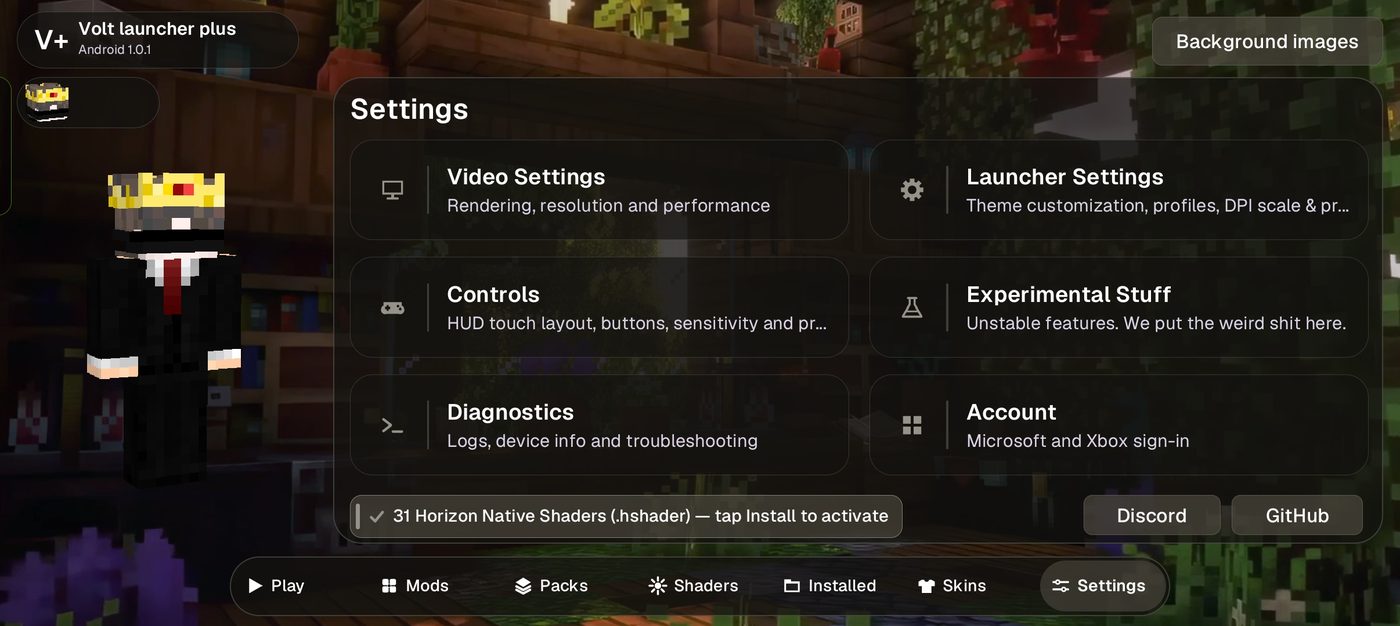 V+ Volt launcher plus
Android 1.0.1
Background images
Settings
Video Settings
Rendering, resolution and performance
Launcher Settings
Theme customization, profiles, DPI scale & pr...
Controls
HUD touch layout, buttons, sensitivity and pr...
Experimental Stuff
Unstable features. We put the weird shit here.
Diagnostics
Logs, device info and troubleshooting
Account
Microsoft and Xbox sign-in
31 Horizon Native Shaders (.hshader) — tap Install to activate
Discord
GitHub
Play
Mods
Packs
Shaders
Installed
Skins
Settings